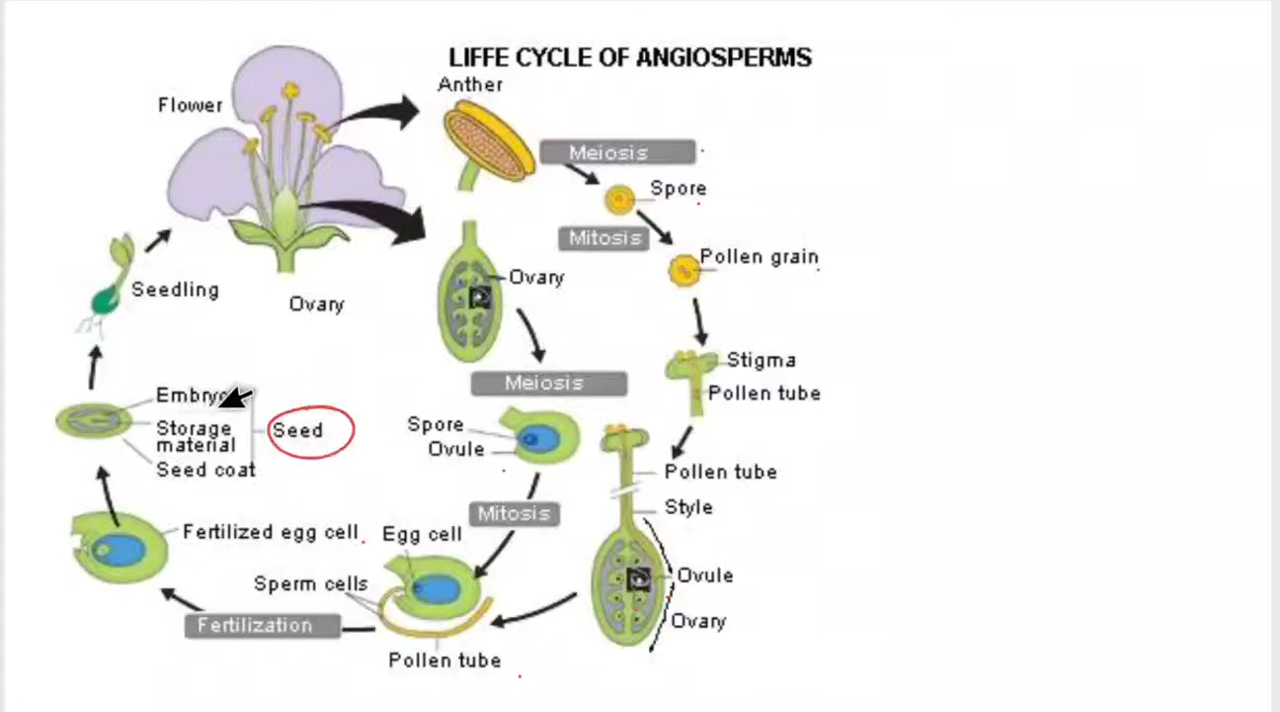 LIFFE CYCLE OF ANGIOSPERMS
Anther
Flower
Meiosis
Spore
Mitosis
Pollen grain
Ovary
Seedling
Ovary
Stigma
Meiosis
Pollen tube
Embryo
Storage
material
Seed
Seed coat
Spore
Ovule
Pollen tube
Style
Mitosis
Fertilized egg cell
Egg cell
Sperm cells
Ovule
Ovary
Fertilization
Pollen tube